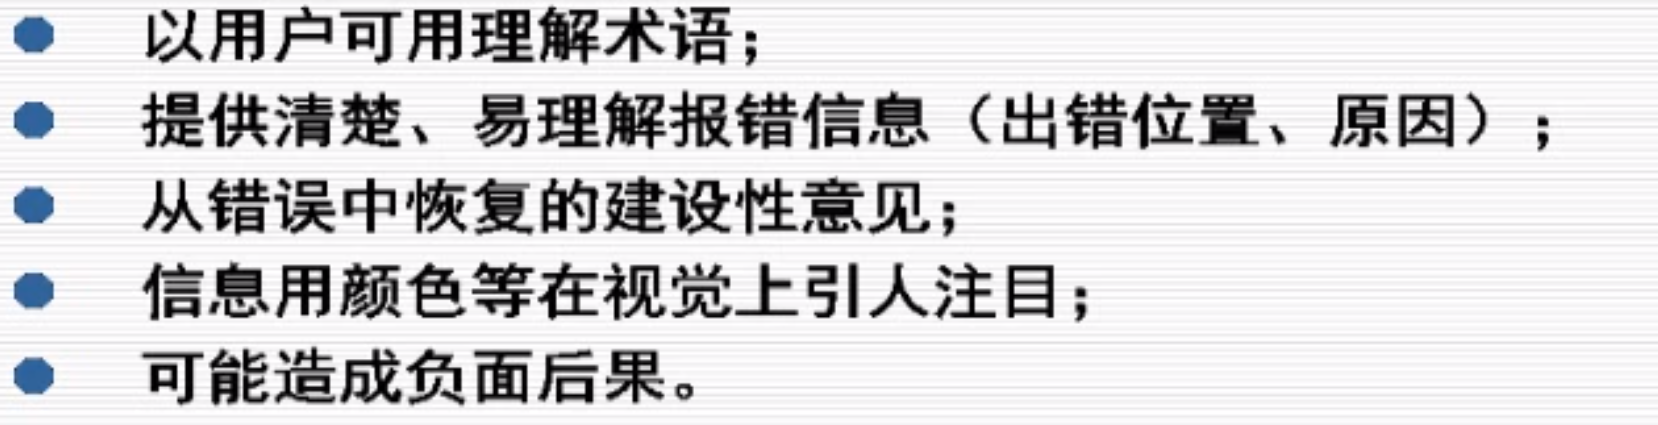 以用户可用理解术语；
提供清楚、易理解报错信息（出错位置、原因）；
从错误中恢复的建设性意见；
信息用颜色等在视觉上引人注目；
可能造成负面后果。